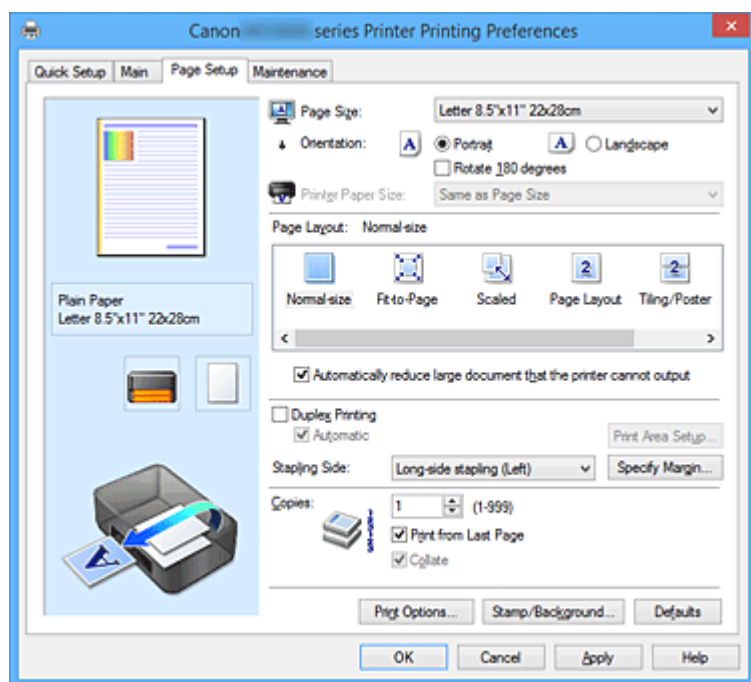 Canon series Printer Printing Preferences
Quick Setup Main Page Setup Maintenance
Page Size: Letter 8.5"x11" 22x28cm
Orientation: A Portrait A Landscape
Rotate 180 degrees
Printer Paper Size: Same as Page Size
Page Layout: Normal-size
2 2
Normal-size Fit-to-Page Scaled Page Layout Tiling/Poster
Plain Paper
Letter 8.5"x11" 22x28cm
Automatically reduce large document that the printer cannot output
Duplex Printing
Automatic
Print Area Setup...
Stapling Side: Long-side stapling (Left) Specify Margin...
Copies: 1 (1-999)
Print from Last Page
Collate
A
Print Options... Stamp/Background... Defaults
OK Cancel Apply Help